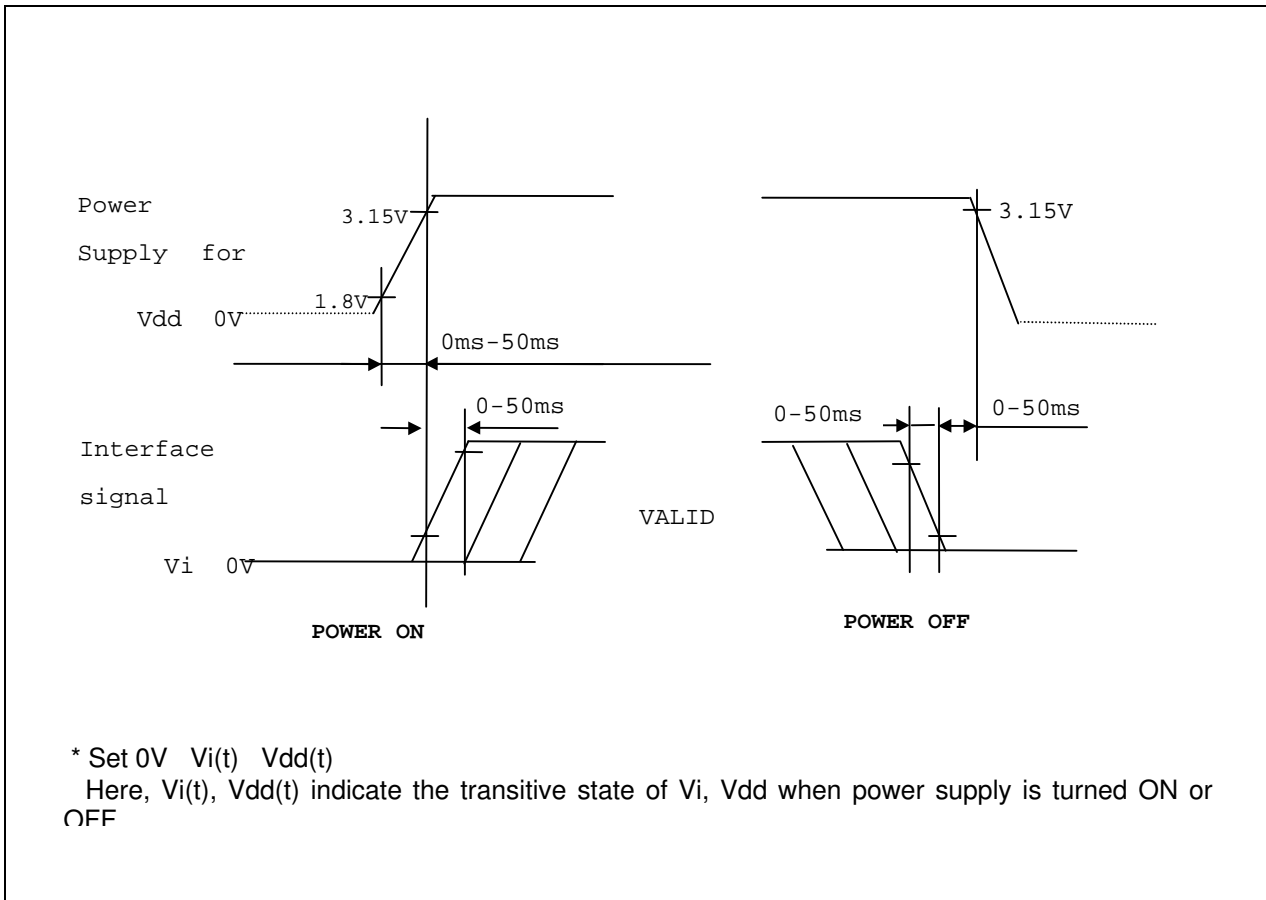 Power
3.15V
3.15V
Supply for
1.8V
Vdd 0V
0ms-50ms
0-50ms
0-50ms
0-50ms
Interface
signal
VALID
Vi 0V
POWER ON
POWER OFF
* Set 0V Vi(t) Vdd(t)
Here, Vi(t), Vdd(t) indicate the transitive state of Vi, Vdd when power supply is turned ON or
OFF